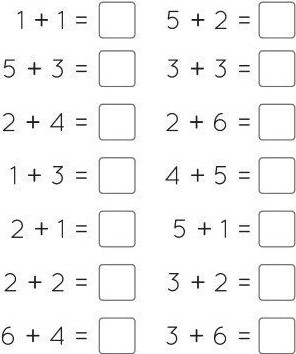 1 + 1 = 5 + 2 =
5 + 3 = 3 + 3 =
2 + 4 = 2 + 6 =
1 + 3 = 4 + 5 =
2 + 1 = 5 + 1 =
2 + 2 = 3 + 2 =
6 + 4 = 3 + 6 =